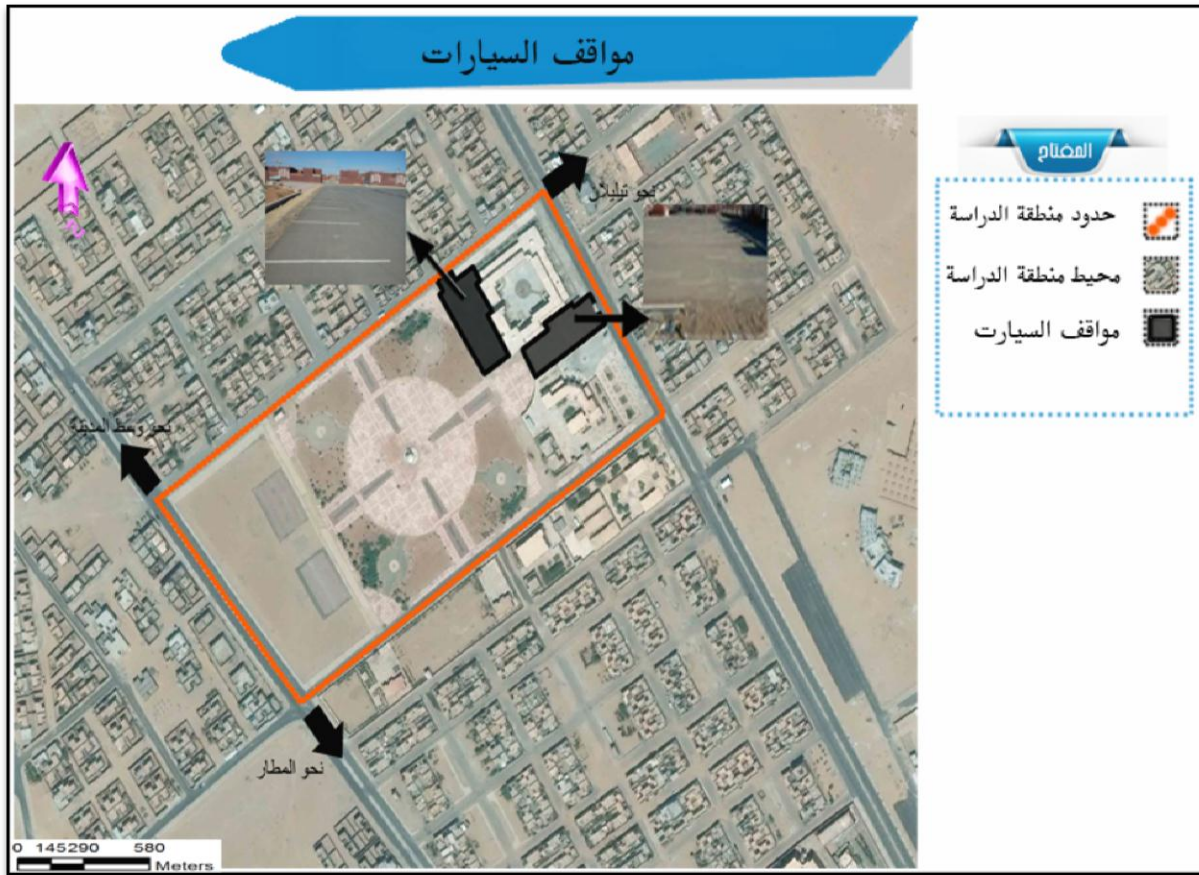 مواقف السيارات
المفتاح
حدود منطقة الدراسة
محيط منطقة الدراسة
مواقف السيارت
نحو تيليلان
نحو وسط المدينة
نحو المطار
0 145290 580
Meters